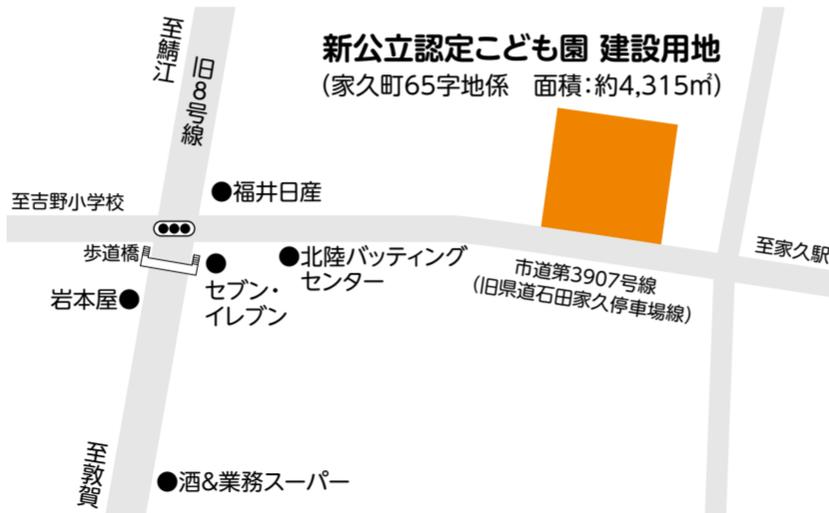 新公立認定こども園 建設用地
(家久町65字地係　面積:約4,315㎡)
至鯖江
旧8号線
●福井日産
至吉野小学校
歩道橋
●
セブン・
イレブン
●北陸バッティング
センター
市道第3907号線
(旧県道石田家久停車場線)
至家久駅
岩本屋●
至敦賀
●酒&業務スーパー